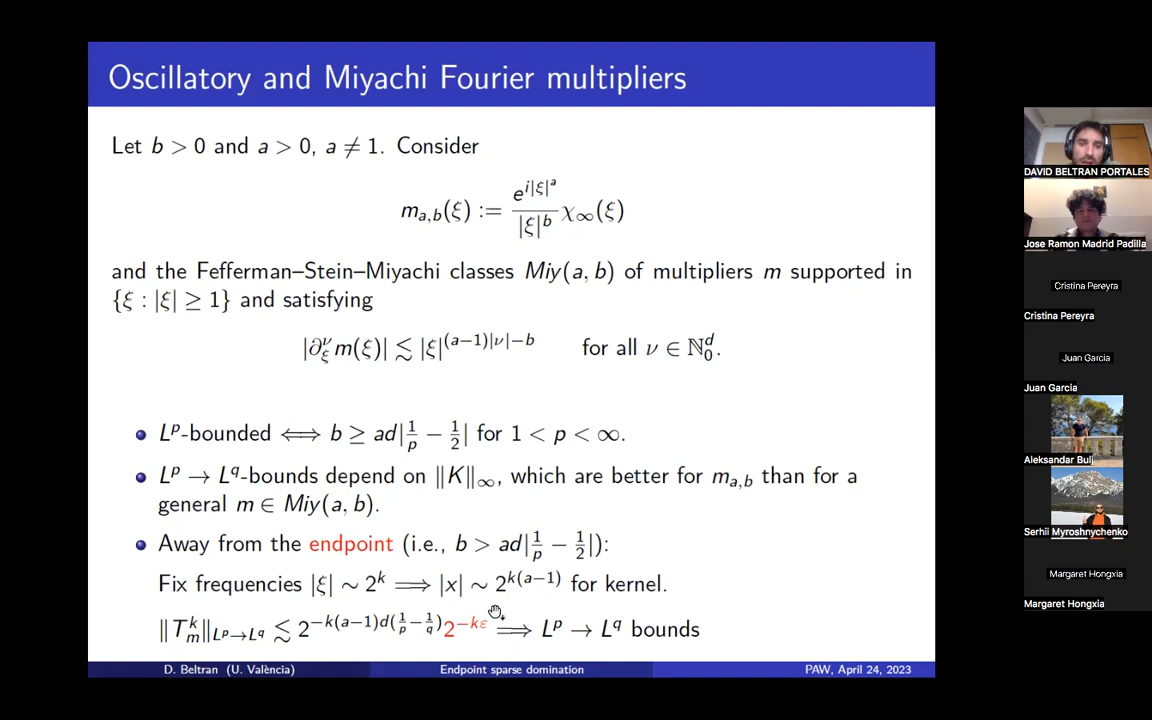 Oscillatory and Miyachi Fourier multipliers
Let b > 0 and a > 0, a ≠ 1. Consider
m_{a,b}(ξ) := e^{i|ξ|^a} / |ξ|^b χ_∞(ξ)
and the Fefferman–Stein–Miyachi classes Miy(a, b) of multipliers m supported in
{ξ : |ξ| ≥ 1} and satisfying
|∂_ξ^ν m(ξ)| ≲ |ξ|^{(a−1)|ν|−b} for all ν ∈ ℕ_0^d.
• L^p-bounded ⟺ b ≥ ad|1/p − 1/2| for 1 < p < ∞.
• L^p → L^q-bounds depend on ‖K‖_∞, which are better for m_{a,b} than for a
general m ∈ Miy(a, b).
• Away from the endpoint (i.e., b > ad|1/p − 1/2|):
Fix frequencies |ξ| ∼ 2^k ⟹ |x| ∼ 2^{k(a−1)} for kernel.
‖T_m^k‖_{L^p→L^q} ≲ 2^{−k(a−1)d(1/p − 1/q)} 2^{−kε} ⟹ L^p → L^q bounds
D. Beltran (U. València) Endpoint sparse domination PAW, April 24, 2023
DAVID BELTRAN PORTALES
Jose Ramon Madrid Padilla
Cristina Pereyra
Cristina Pereyra
Juan Garcia
Juan Garcia
Aleksandar Bulj
Serhii Myroshnychenko
Margaret Hongxia
Margaret Hongxia